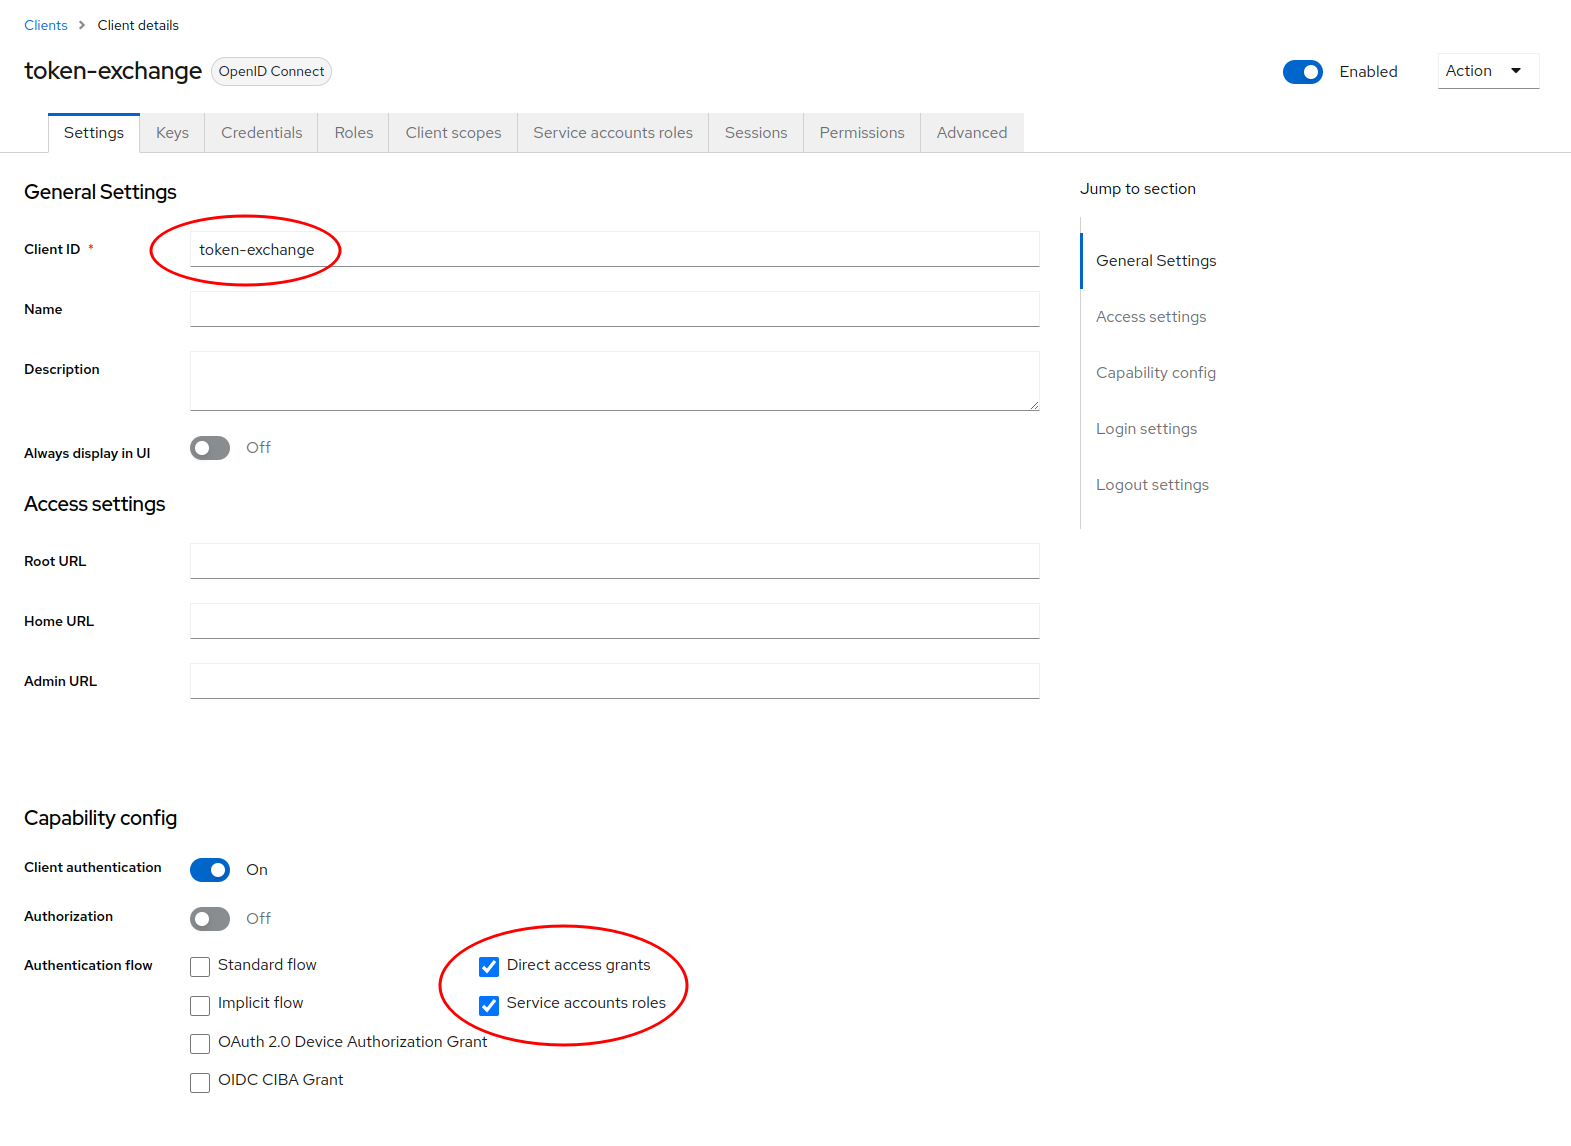 Clients > Client details
token-exchange OpenID Connect Enabled Action
Settings Keys Credentials Roles Client scopes Service accounts roles Sessions Permissions Advanced
General Settings
Jump to section
Client ID * token-exchange
General Settings
Name
Access settings
Description
Capability config
Login settings
Always display in UI Off
Logout settings
Access settings
Root URL
Home URL
Admin URL
Capability config
Client authentication On
Authorization Off
Authentication flow Standard flow Direct access grants
Implicit flow Service accounts roles
OAuth 2.0 Device Authorization Grant
OIDC CIBA Grant